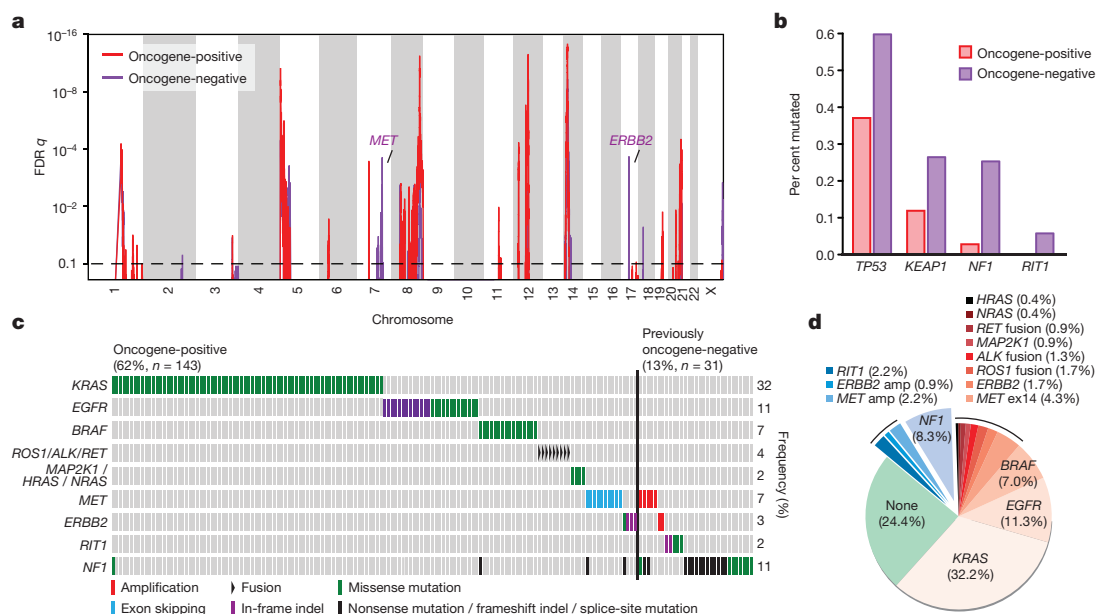 a
10-16
10-8
10-4
10-2
0.1
FDR q
Oncogene-positive
Oncogene-negative
MET
ERBB2
1 2 3 4 5 6 7 8 9 10 11 12 13 14 15 16 17 18 19 20 21 22 X
Chromosome
b
0.6
0.5
0.4
0.3
0.2
0.1
0.0
Per cent mutated
Oncogene-positive
Oncogene-negative
TP53 KEAP1 NF1 RIT1
c
Oncogene-positive
(62%, n = 143)
Previously
oncogene-negative
(13%, n = 31)
KRAS 32
EGFR 11
BRAF 7
ROS1/ALK/RET 4
MAP2K1 /
HRAS / NRAS 2
MET 7
ERBB2 3
RIT1 2
NF1 11
Frequency (%)
Amplification
Fusion
Missense mutation
Exon skipping
In-frame indel
Nonsense mutation / frameshift indel / splice-site mutation
d
HRAS (0.4%)
NRAS (0.4%)
RET fusion (0.9%)
MAP2K1 (0.9%)
ALK fusion (1.3%)
ROS1 fusion (1.7%)
ERBB2 (1.7%)
MET ex14 (4.3%)
RIT1 (2.2%)
ERBB2 amp (0.9%)
MET amp (2.2%)
NF1
(8.3%)
BRAF
(7.0%)
EGFR
(11.3%)
None
(24.4%)
KRAS
(32.2%)